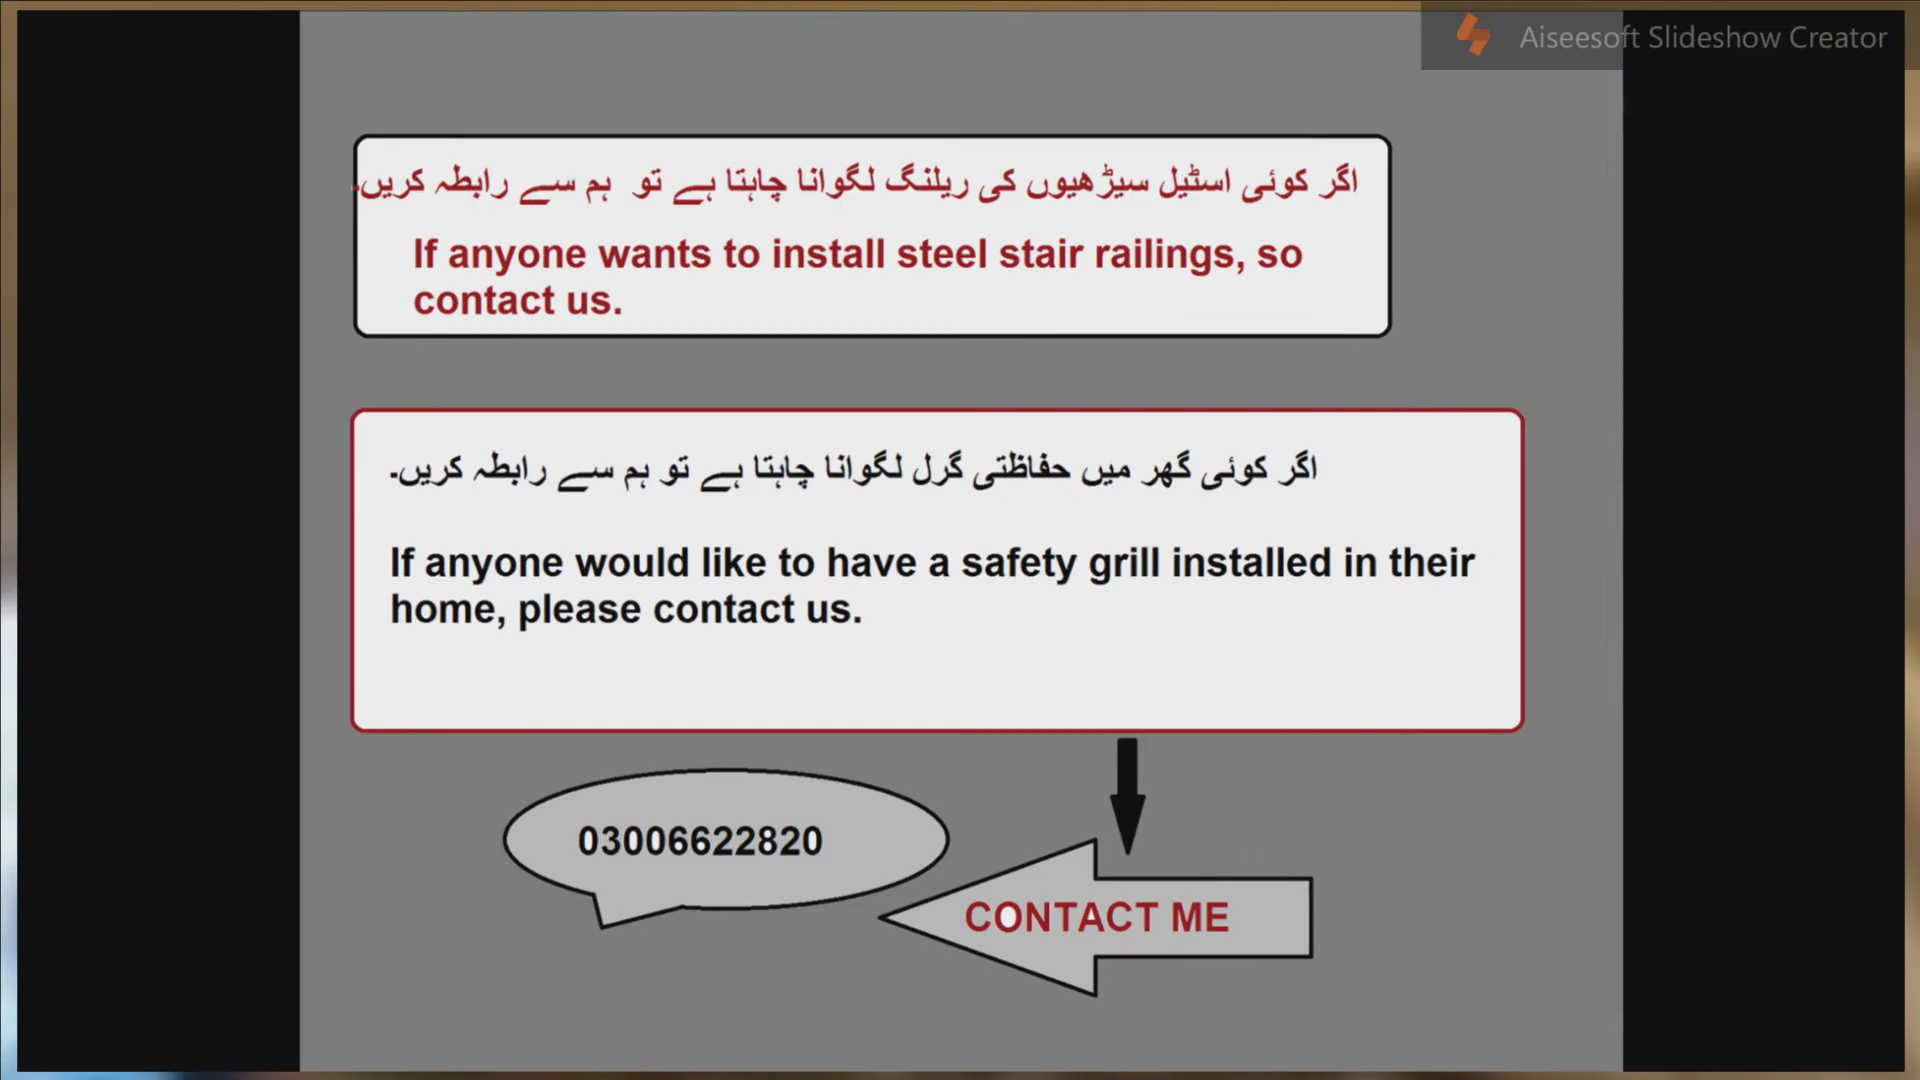 Aiseesoft Slideshow Creator
اگر کوئی اسٹیل سیڑھیوں کی ریلنگ لگوانا چاہتا ہے تو ہم سے رابطہ کریں۔
If anyone wants to install steel stair railings, so
contact us.
اگر کوئی گھر میں حفاظتی گرل لگوانا چاہتا ہے تو ہم سے رابطہ کریں۔
If anyone would like to have a safety grill installed in their
home, please contact us.
03006622820
CONTACT ME